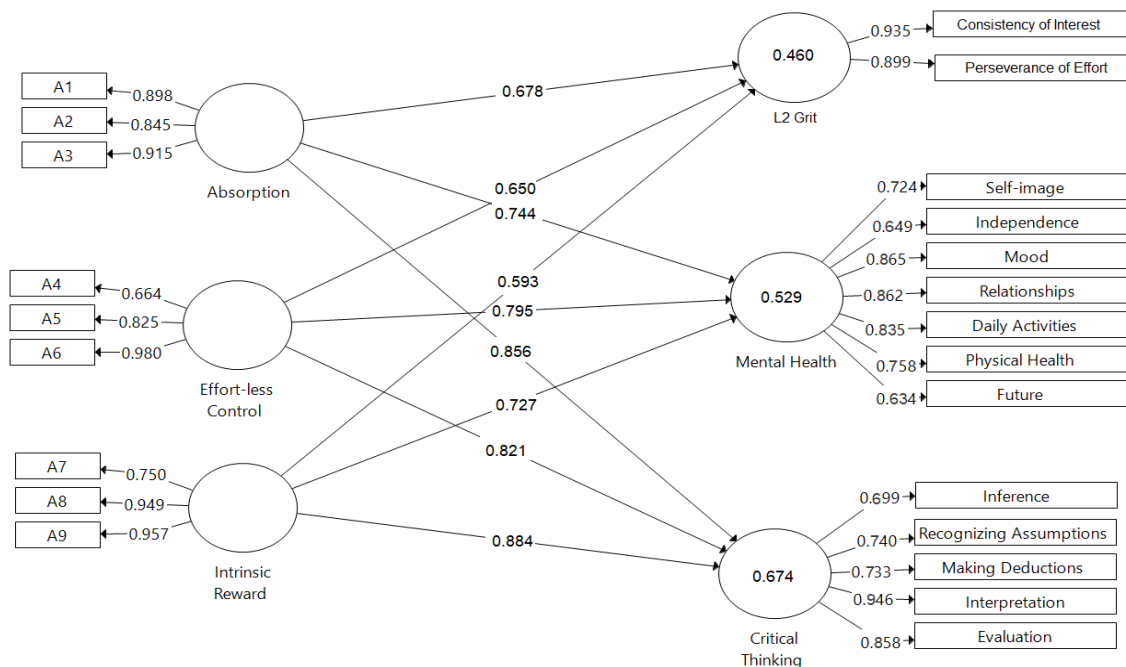 A1
A2
A3
0.898
0.845
0.915
Absorption
A4
A5
A6
0.664
0.825
0.980
Effort-less
Control
A7
A8
A9
0.750
0.949
0.957
Intrinsic
Reward
0.678
0.650
0.744
0.593
0.795
0.856
0.727
0.821
0.884
0.460
L2 Grit
0.935
0.899
Consistency of Interest
Perseverance of Effort
0.529
Mental Health
0.724
0.649
0.865
0.862
0.835
0.758
0.634
Self-image
Independence
Mood
Relationships
Daily Activities
Physical Health
Future
0.674
Critical
Thinking
0.699
0.740
0.733
0.946
0.858
Inference
Recognizing Assumptions
Making Deductions
Interpretation
Evaluation